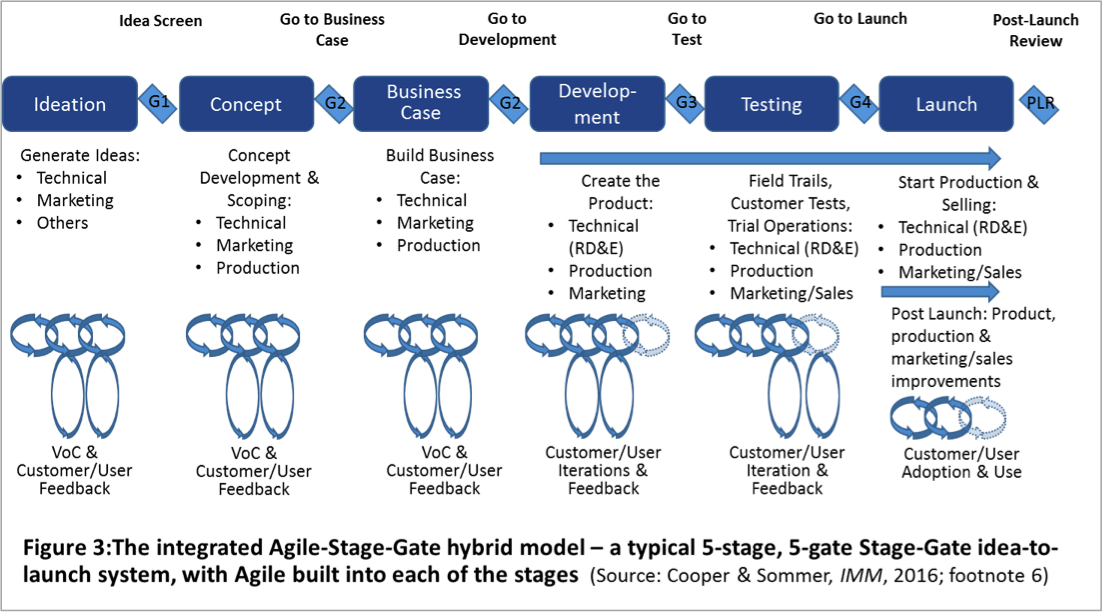 Idea Screen
Go to Business
Case
Go to
Development
Go to
Test
Go to Launch
Post-Launch
Review
Ideation
G1
Concept
G2
Business
Case
G2
Develop-
ment
G3
Testing
G4
Launch
PLR
Generate Ideas:
• Technical
• Marketing
• Others
Concept
Development &
Scoping:
• Technical
• Marketing
• Production
Build Business
Case:
• Technical
• Marketing
• Production
Create the
Product:
• Technical
(RD&E)
• Production
• Marketing
Field Trails,
Customer Tests,
Trial Operations:
• Technical (RD&E)
• Production
• Marketing/Sales
Start Production &
Selling:
• Technical (RD&E)
• Production
• Marketing/Sales
Post Launch: Product,
production &
marketing/sales
improvements
VoC &
Customer/User
Feedback
VoC &
Customer/User
Feedback
VoC &
Customer/User
Feedback
Customer/User
Iterations &
Feedback
Customer/User
Iteration &
Feedback
Customer/User
Adoption & Use
Figure 3:The integrated Agile-Stage-Gate hybrid model – a typical 5-stage, 5-gate Stage-Gate idea-to-
launch system, with Agile built into each of the stages (Source: Cooper & Sommer, IMM, 2016; footnote 6)